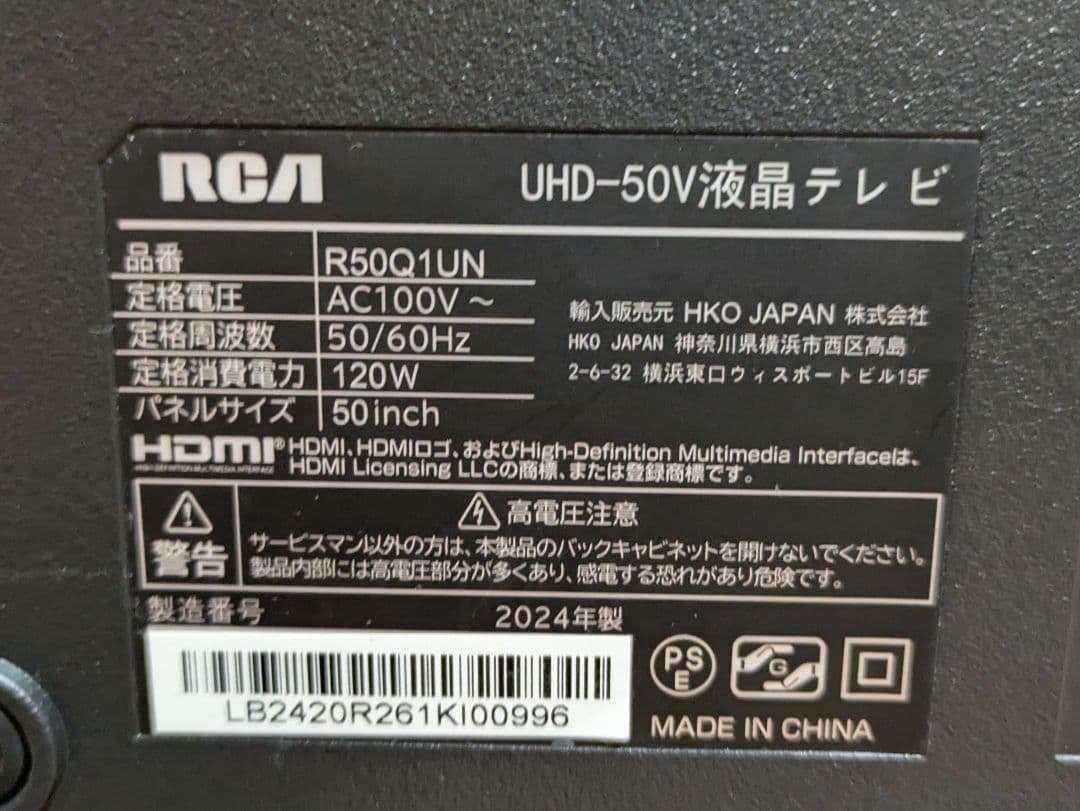 RCA
UHD-50V液晶テレビ
品番 R50Q1UN
定格電圧 AC100V～
定格周波数 50/60Hz
定格消費電力 120W
パネルサイズ 50inch
輸入販売元 HKO JAPAN 株式会社
HKO JAPAN 神奈川県横浜市西区高島
2-6-32 横浜東口ウィスポートビル15F
HDMI®
HIGH-DEFINITION MULTIMEDIA INTERFACE
HDMI、HDMIロゴ、およびHigh-Definition Multimedia Interfaceは、
HDMI Licensing LLCの商標、または登録商標です。
警告
高電圧注意
サービスマン以外の方は、本製品のバックキャビネットを開けないでください。
製品内部には高電圧部分が多くあり、感電する恐れがあり危険です。
製造番号 2024年製
LB2420R261KI00996
PS
E
G
MADE IN CHINA